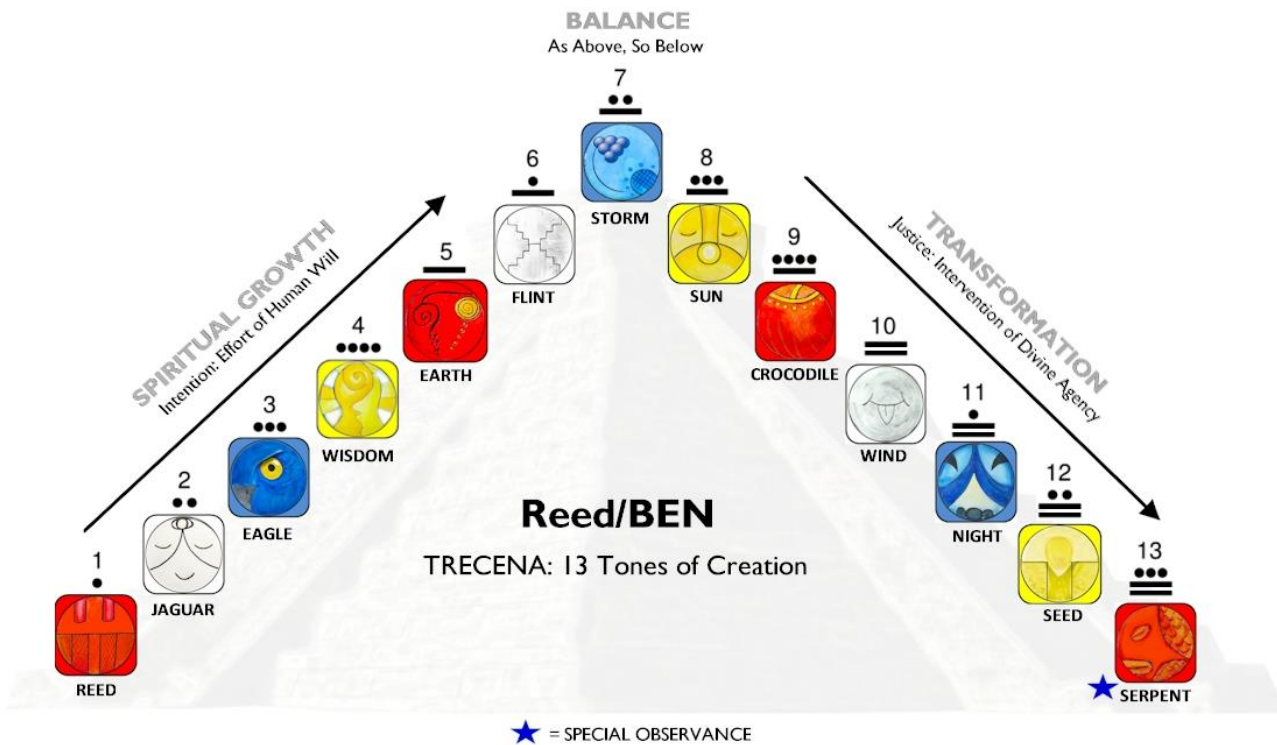 BALANCE
As Above, So Below
7
STORM
6
FLINT
8
SUN
5
EARTH
9
CROCODILE
4
WISDOM
10
WIND
3
EAGLE
11
NIGHT
2
JAGUAR
12
SEED
1
REED
13
SERPENT
SPIRITUAL GROWTH
Intention: Effort of Human Will
TRANSFORMATION
Justice: Intervention of Divine Agency
Reed/BEN
TRECENA: 13 Tones of Creation
★ = SPECIAL OBSERVANCE